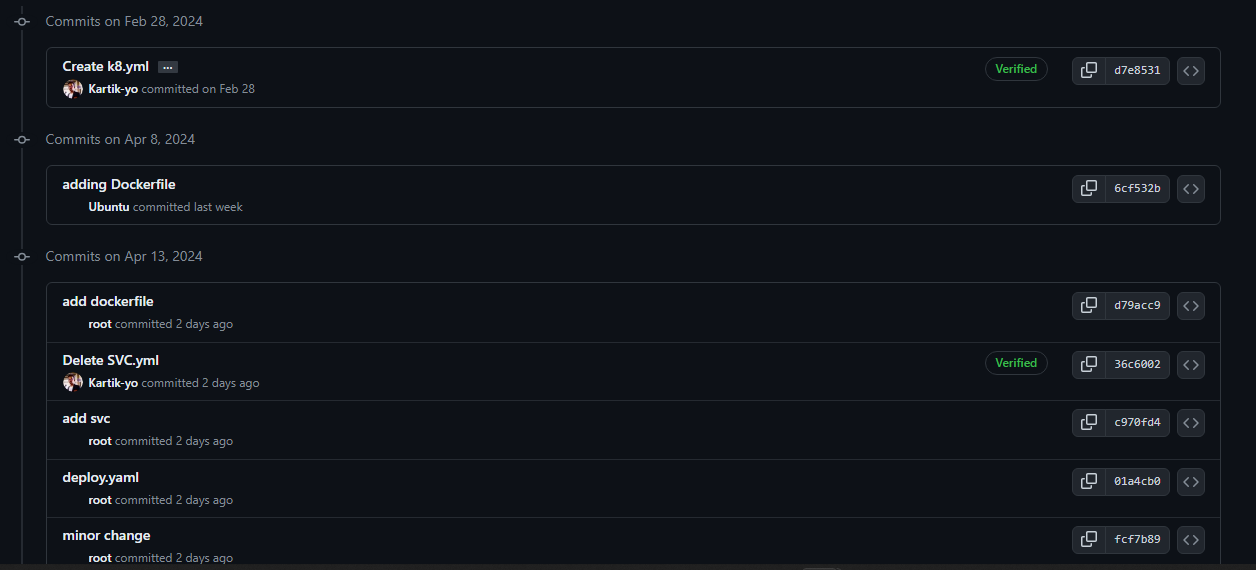 Commits on Feb 28, 2024
Create k8.yml ...
Verified
d7e8531
Kartik-yo committed on Feb 28
Commits on Apr 8, 2024
adding Dockerfile
6cf532b
Ubuntu committed last week
Commits on Apr 13, 2024
add dockerfile
d79acc9
root committed 2 days ago
Delete SVC.yml
Verified
36c6002
Kartik-yo committed 2 days ago
add svc
c970fd4
root committed 2 days ago
deploy.yaml
01a4cb0
root committed 2 days ago
minor change
fcf7b89
root committed 2 days ago